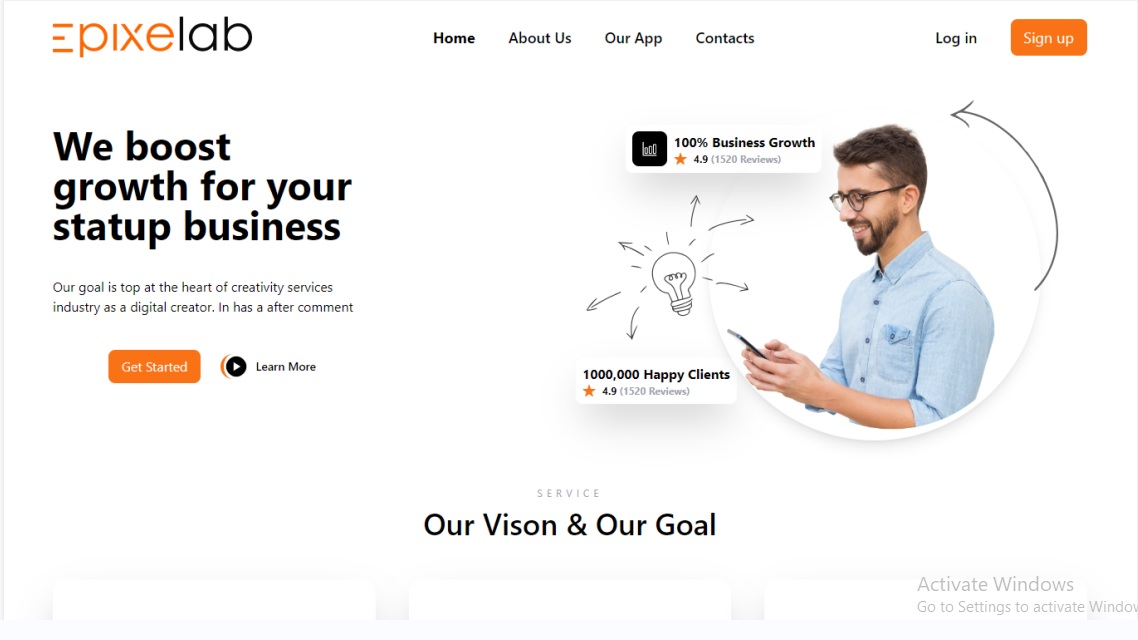 Epixelab
Home About Us Our App Contacts
Log in Sign up
We boost
growth for your
statup business
Our goal is top at the heart of creativity services
industry as a digital creator. In has a after comment
Get Started Learn More
100% Business Growth
4.9 (1520 Reviews)
1000,000 Happy Clients
4.9 (1520 Reviews)
SERVICE
Our Vison & Our Goal
Activate Windows
Go to Settings to activate Window